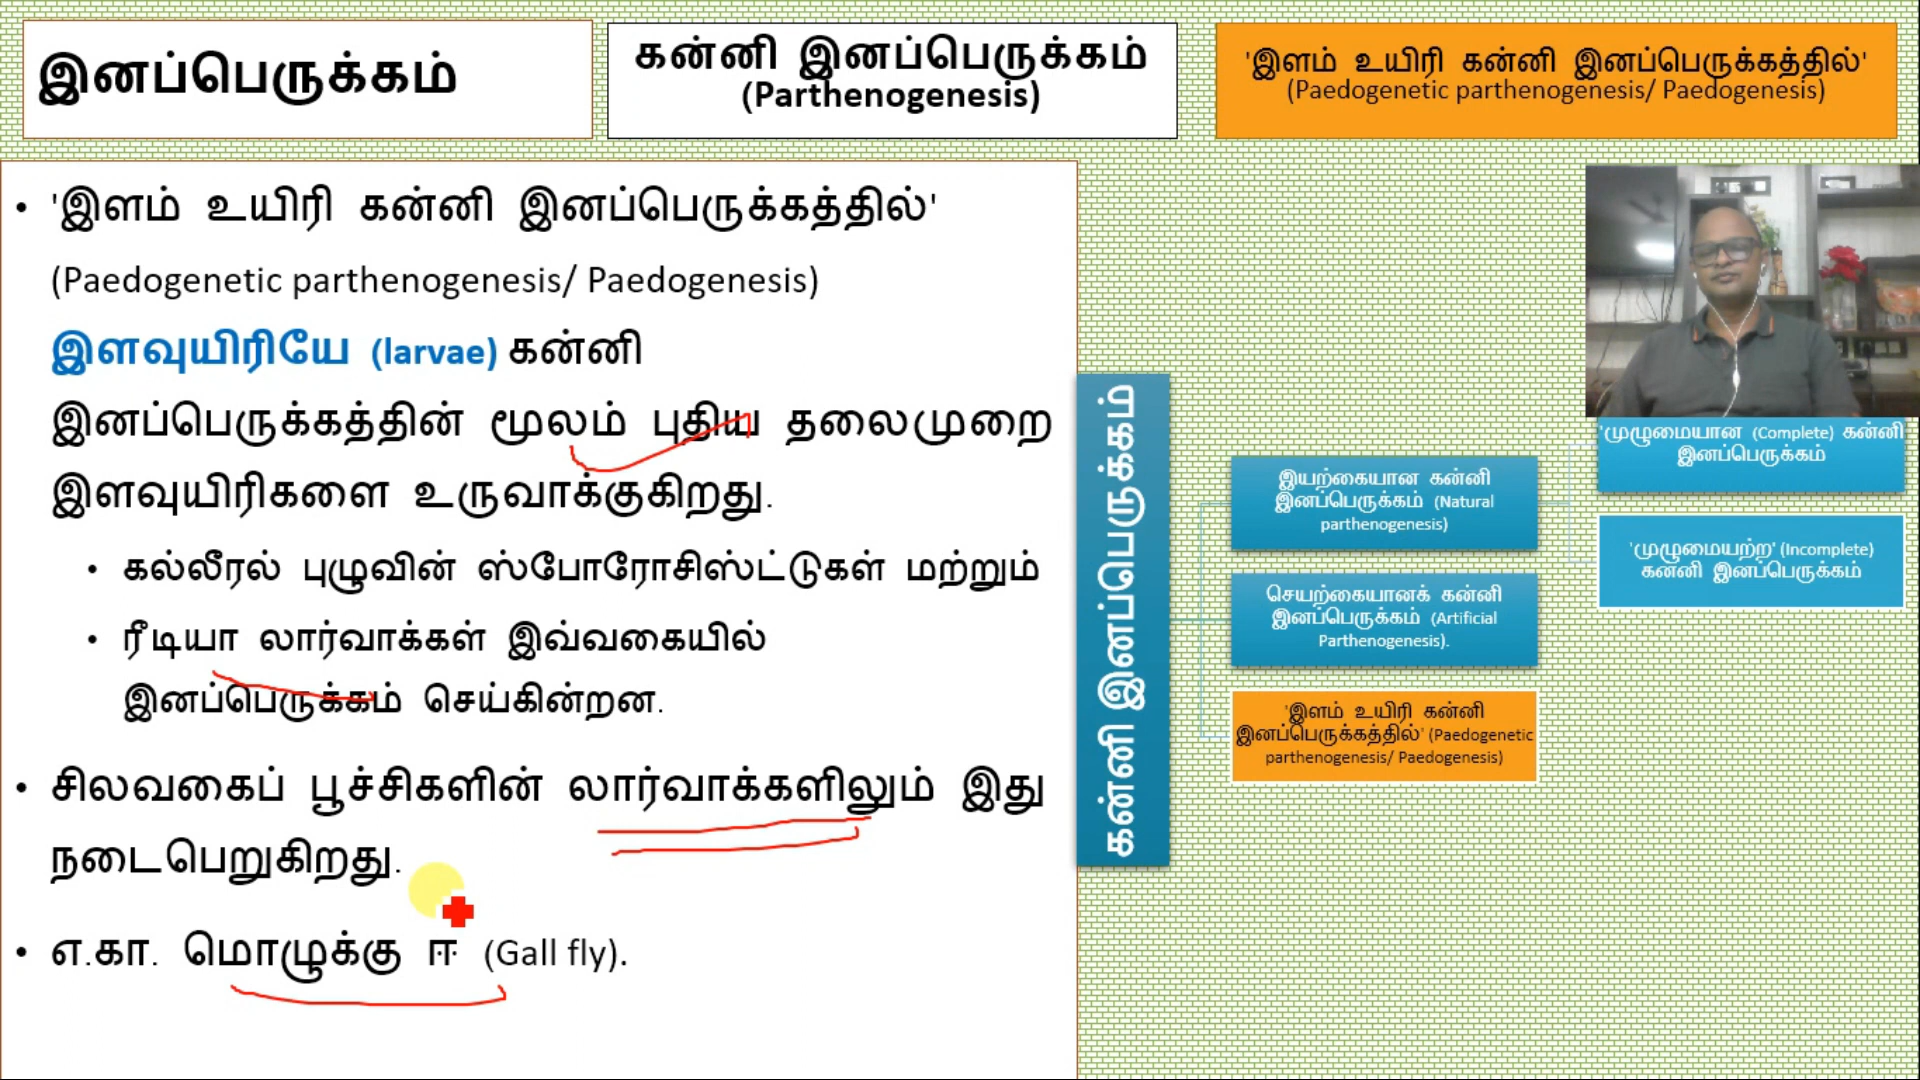 இனப்பெருக்கம்
கன்னி இனப்பெருக்கம்
(Parthenogenesis)
'இளம் உயிரி கன்னி இனப்பெருக்கத்தில்'
(Paedogenetic parthenogenesis/ Paedogenesis)
• 'இளம் உயிரி கன்னி இனப்பெருக்கத்தில்'
(Paedogenetic parthenogenesis/ Paedogenesis)
இளவுயிரியே (larvae) கன்னி
இனப்பெருக்கத்தின் மூலம் புதிய தலைமுறை
இளவுயிரிகளை உருவாக்குகிறது.
• கல்லீரல் புழுவின் ஸ்போரோசிஸ்ட்டுகள் மற்றும்
• ரீடியா லார்வாக்கள் இவ்வகையில்
இனப்பெருக்கம் செய்கின்றன.
• சிலவகைப் பூச்சிகளின் லார்வாக்களிலும் இது
நடைபெறுகிறது.
• எ.கா. மொழுக்கு ஈ (Gall fly).
கன்னி இனப்பெருக்கம்
இயற்கையான கன்னி
இனப்பெருக்கம் (Natural
parthenogenesis)
செயற்கையானக் கன்னி
இனப்பெருக்கம் (Artificial
Parthenogenesis).
'இளம் உயிரி கன்னி
இனப்பெருக்கத்தில்' (Paedogenetic
parthenogenesis/ Paedogenesis)
'முழுமையான (Complete) கன்னி
இனப்பெருக்கம்
'முழுமையற்ற' (Incomplete)
கன்னி இனப்பெருக்கம்